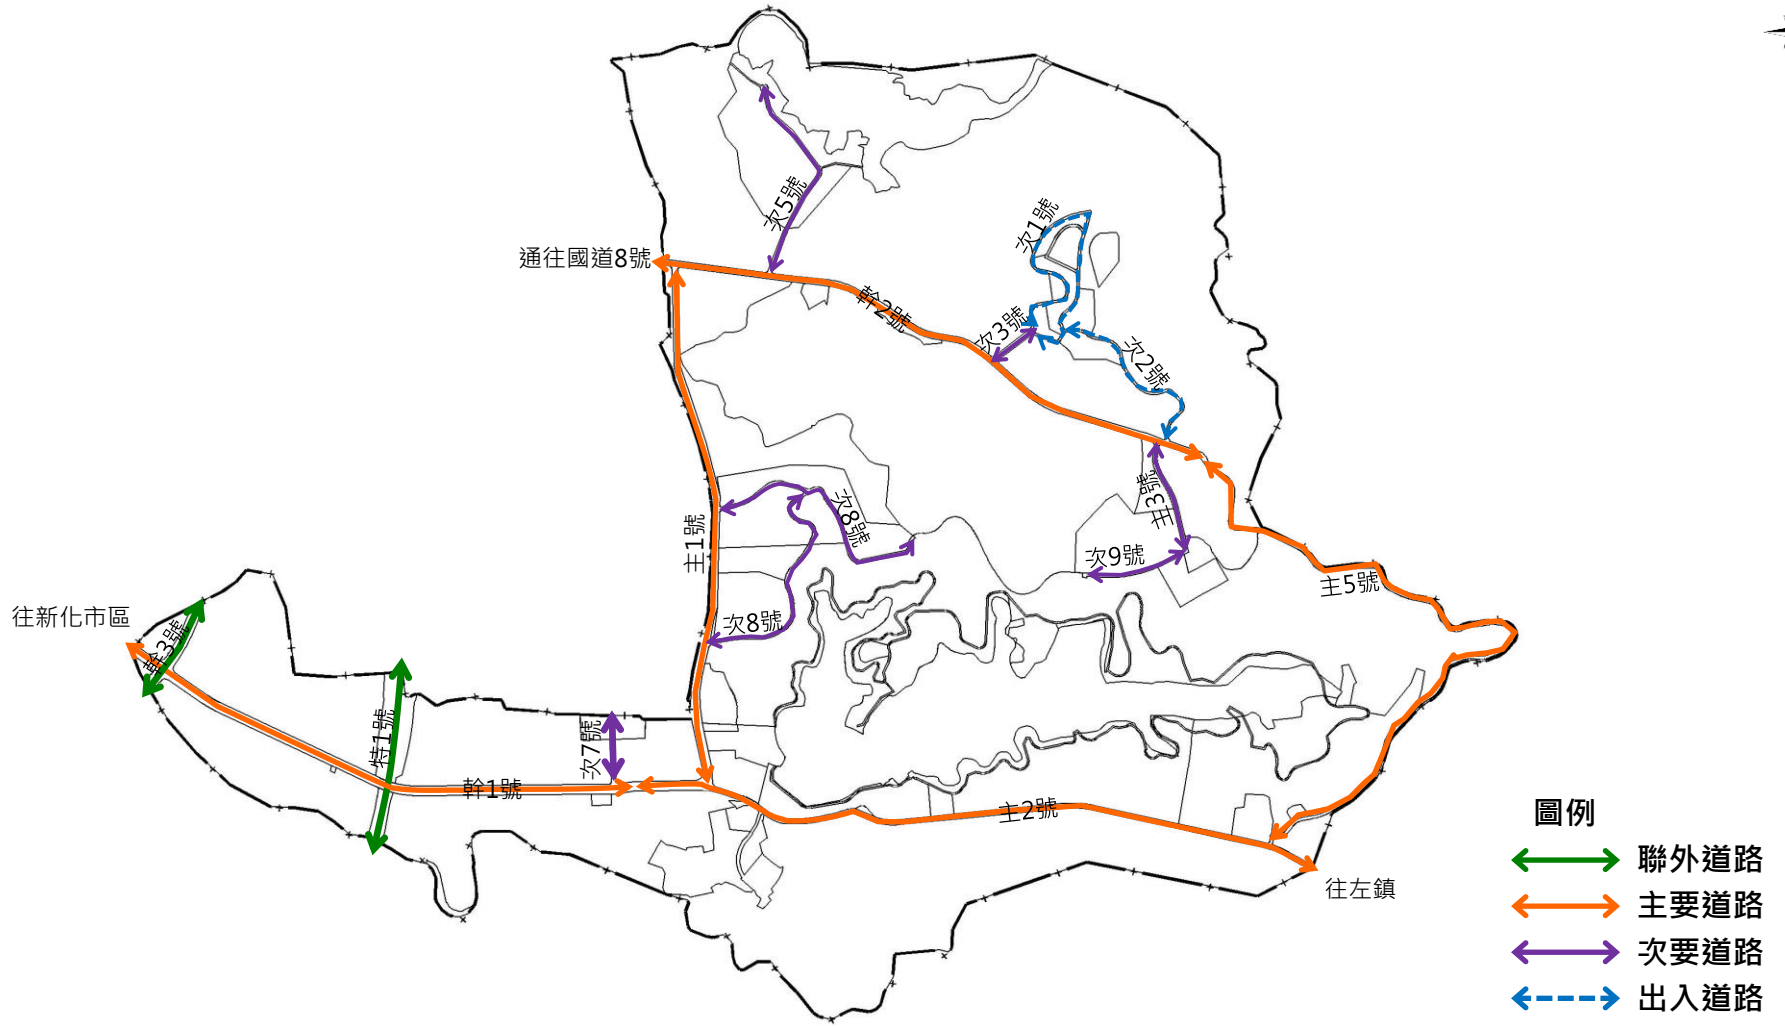 次5號
次1號
通往國道8號
幹2號
次3號
次2號
主3號
次8號
主1號
次9號
主5號
往新化市區
幹3號
次8號
特1號
次7號
幹1號
主2號
往左鎮
圖例
聯外道路
主要道路
次要道路
出入道路